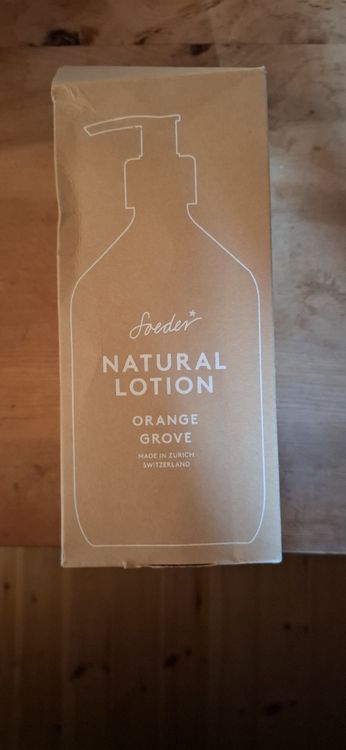 Soeder
NATURAL
LOTION
ORANGE
GROVE
MADE IN ZURICH
SWITZERLAND